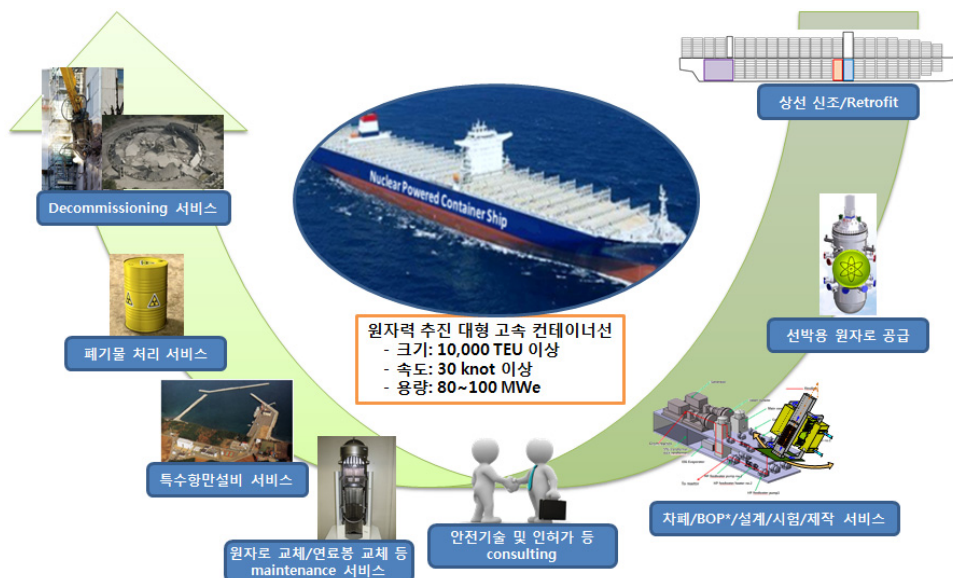 상선 신조/Retrofit
Nuclear Powered Container Ship
Decommissioning 서비스
선박용 원자로 공급
원자력 추진 대형 고속 컨테이너선
- 크기: 10,000 TEU 이상
- 속도: 30 knot 이상
- 용량: 80~100 MWe
폐기물 처리 서비스
특수항만설비 서비스
차폐/BOP*/설계/시험/제작 서비스
안전기술 및 인허가 등
consulting
원자로 교체/연료봉 교체 등
maintenance 서비스